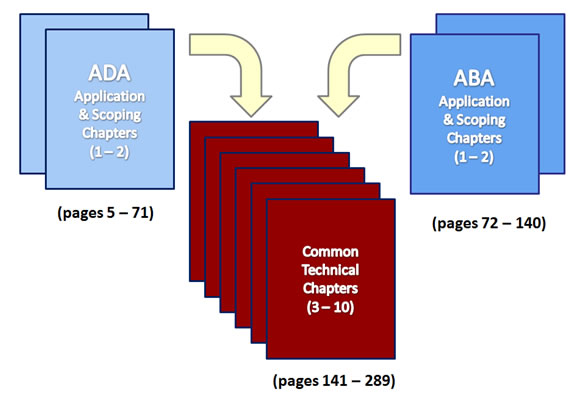 ADA
Application
& Scoping
Chapters
(1 – 2)
(pages 5 – 71)
ABA
Application
& Scoping
Chapters
(1 – 2)
(pages 72 – 140)
Common
Technical
Chapters
(3 – 10)
(pages 141 – 289)